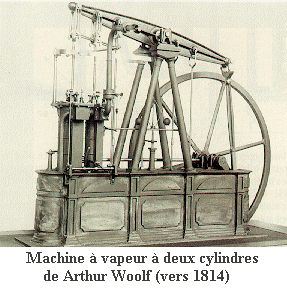 Machine à vapeur à deux cylindres
de Arthur Woolf (vers 1814)